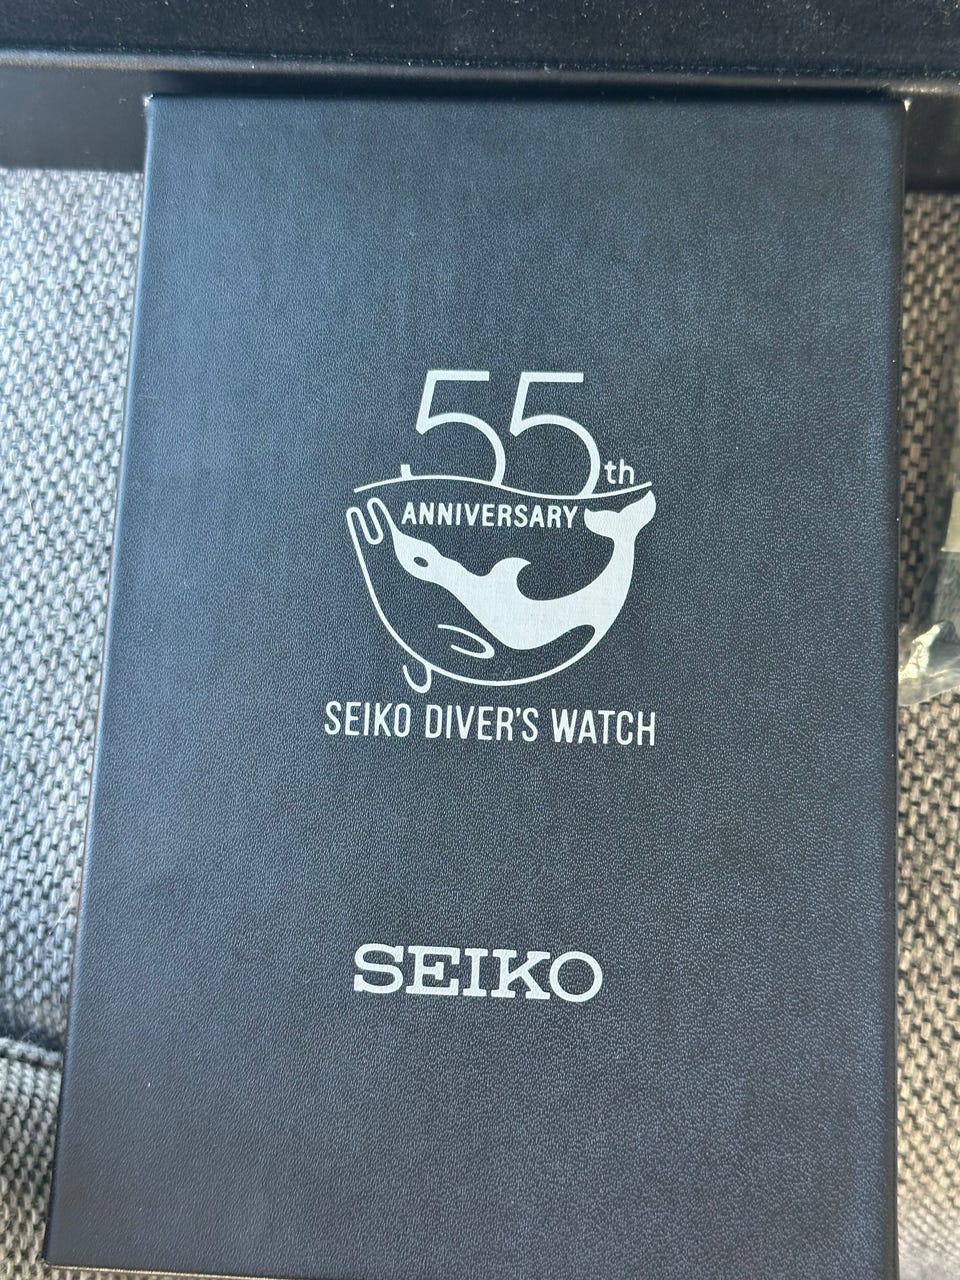 55th
ANNIVERSARY
SEIKO DIVER'S WATCH
SEIKO